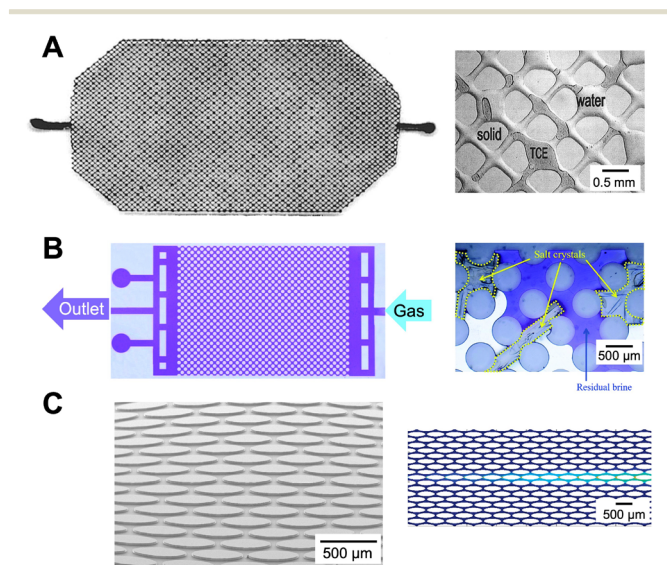 A
water
solid
TCE
0.5 mm
B
Outlet
Gas
Salt crystals
500 µm
Residual brine
C
500 µm
500 µm